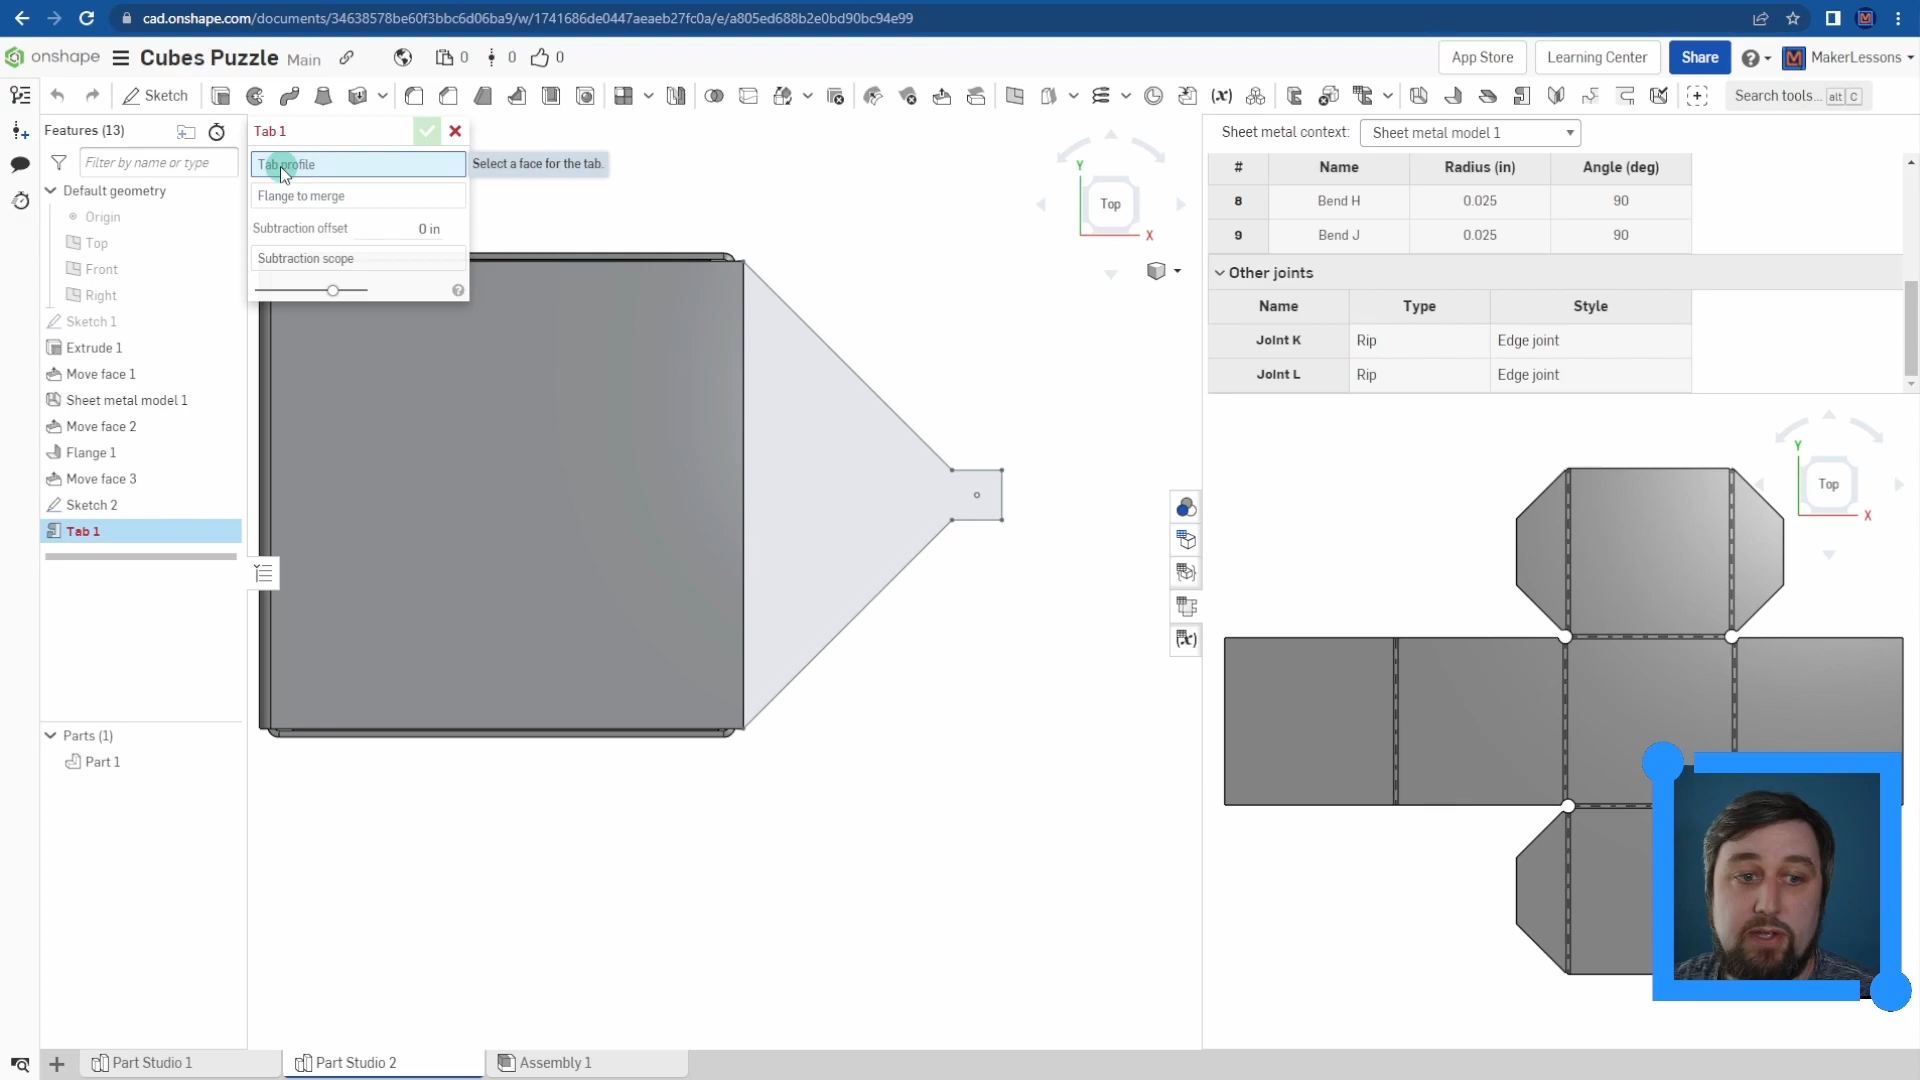 cad.onshape.com/documents/34638578be60f3bbc6d06ba9/w/1741686de0447aeaeb27fc0a/e/a805ed688b2e0bd90bc94e99
onshape Cubes Puzzle Main 0 0 0 App Store Learning Center Share MakerLessons
Sketch Search tools... alt C
Features (13)
Filter by name or type
Default geometry
Origin
Top
Front
Right
Sketch 1
Extrude 1
Move face 1
Sheet metal model 1
Move face 2
Flange 1
Move face 3
Sketch 2
Tab 1
Parts (1)
Part 1
Tab 1
Tab profile
Select a face for the tab.
Flange to merge
Subtraction offset 0 in
Subtraction scope
Y
Top
X
Sheet metal context: Sheet metal model 1
# Name Radius (in) Angle (deg)
8 Bend H 0.025 90
9 Bend J 0.025 90
Other joints
Name Type Style
Joint K Rip Edge joint
Joint L Rip Edge joint
Y
Top
X
Part Studio 1
Part Studio 2
Assembly 1